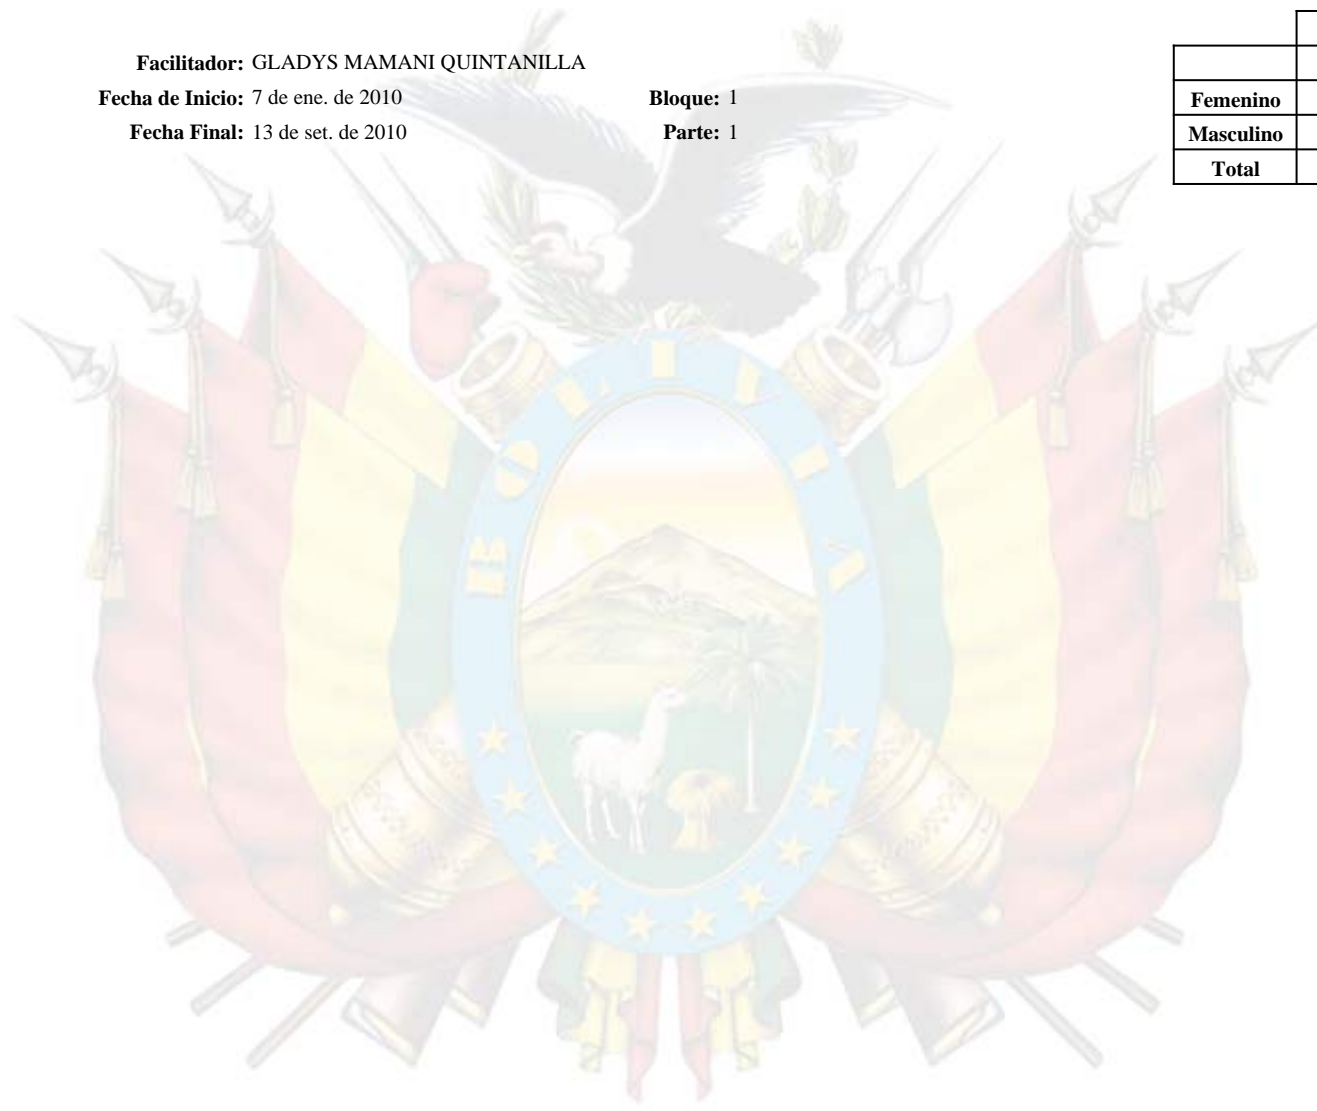 Facilitador: GLADYS MAMANI QUINTANILLA
Fecha de Inicio: 7 de ene. de 2010 Bloque: 1
Fecha Final: 13 de set. de 2010 Parte: 1
Femenino
Masculino
Total
BOLIVIA